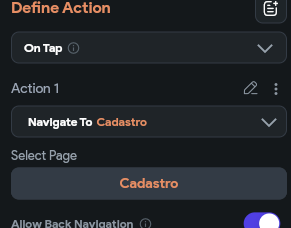 Define Action
On Tap
Action 1
Navigate To Cadastro
Select Page
Cadastro
Allow Back Navigation